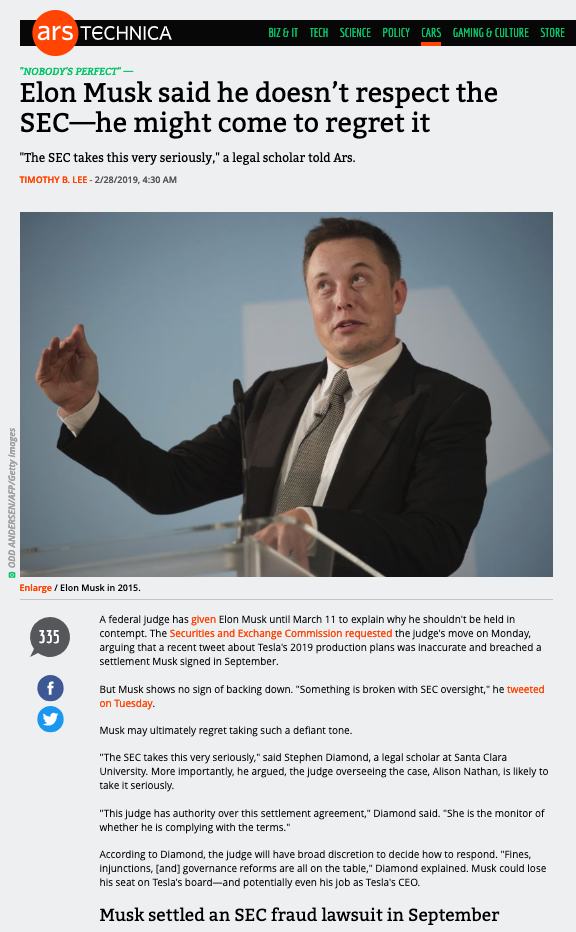 ars TECHNICA
BIZ & IT TECH SCIENCE POLICY CARS GAMING & CULTURE STORE
"NOBODY'S PERFECT" —
Elon Musk said he doesn’t respect the
SEC—he might come to regret it
"The SEC takes this very seriously," a legal scholar told Ars.
TIMOTHY B. LEE - 2/28/2019, 4:30 AM
ODD ANDERSEN/AFP/Getty Images
Enlarge / Elon Musk in 2015.
335
A federal judge has given Elon Musk until March 11 to explain why he shouldn't be held in
contempt. The Securities and Exchange Commission requested the judge's move on Monday,
arguing that a recent tweet about Tesla's 2019 production plans was inaccurate and breached a
settlement Musk signed in September.
But Musk shows no sign of backing down. "Something is broken with SEC oversight," he tweeted
on Tuesday.
Musk may ultimately regret taking such a defiant tone.
"The SEC takes this very seriously," said Stephen Diamond, a legal scholar at Santa Clara
University. More importantly, he argued, the judge overseeing the case, Alison Nathan, is likely to
take it seriously.
"This judge has authority over this settlement agreement," Diamond said. "She is the monitor of
whether he is complying with the terms."
According to Diamond, the judge will have broad discretion to decide how to respond. "Fines,
injunctions, [and] governance reforms are all on the table," Diamond explained. Musk could lose
his seat on Tesla's board—and potentially even his job as Tesla's CEO.
Musk settled an SEC fraud lawsuit in September